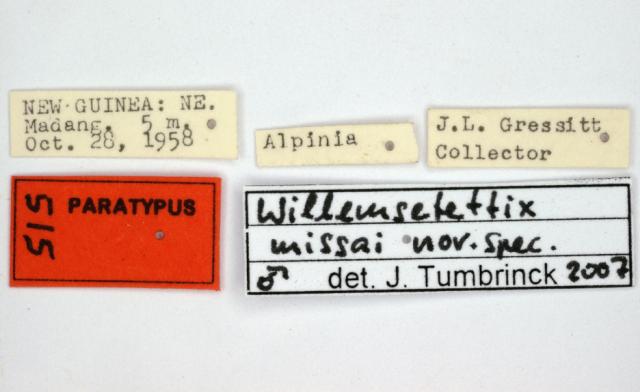 NEW GUINEA: NE.
Madang, 5 m.
Oct. 28, 1958
Alpinia
J.L. Gressitt
Collector
PARATYPUS
515
Willemsetettix
missai nov. spec.
♂ det. J. Tumbrinck 2007